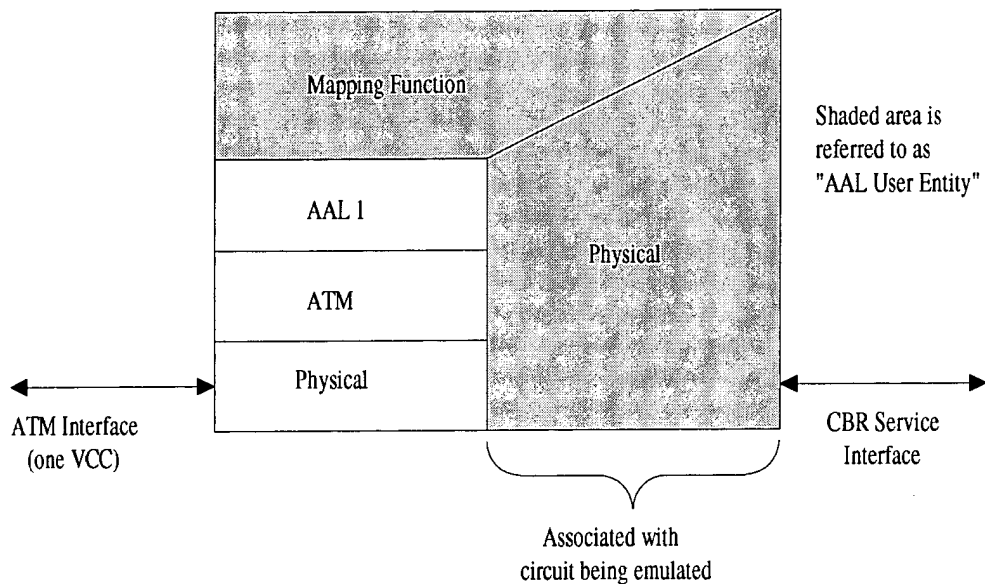 Mapping Function
Shaded area is
referred to as
"AAL User Entity"
AAL 1
Physical
ATM
Physical
ATM Interface
(one VCC)
CBR Service
Interface
Associated with
circuit being emulated